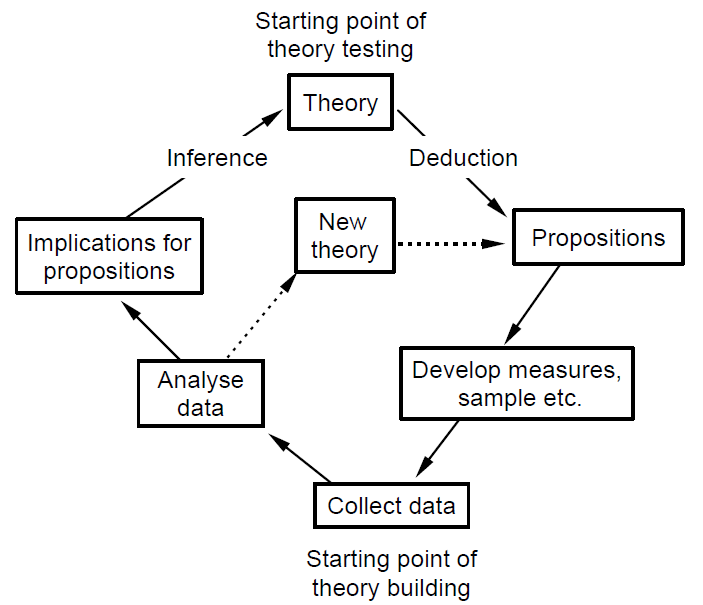 Starting point of
theory testing
Theory
Inference
Deduction
Implications for
propositions
New
theory
Propositions
Analyse
data
Develop measures,
sample etc.
Collect data
Starting point of
theory building